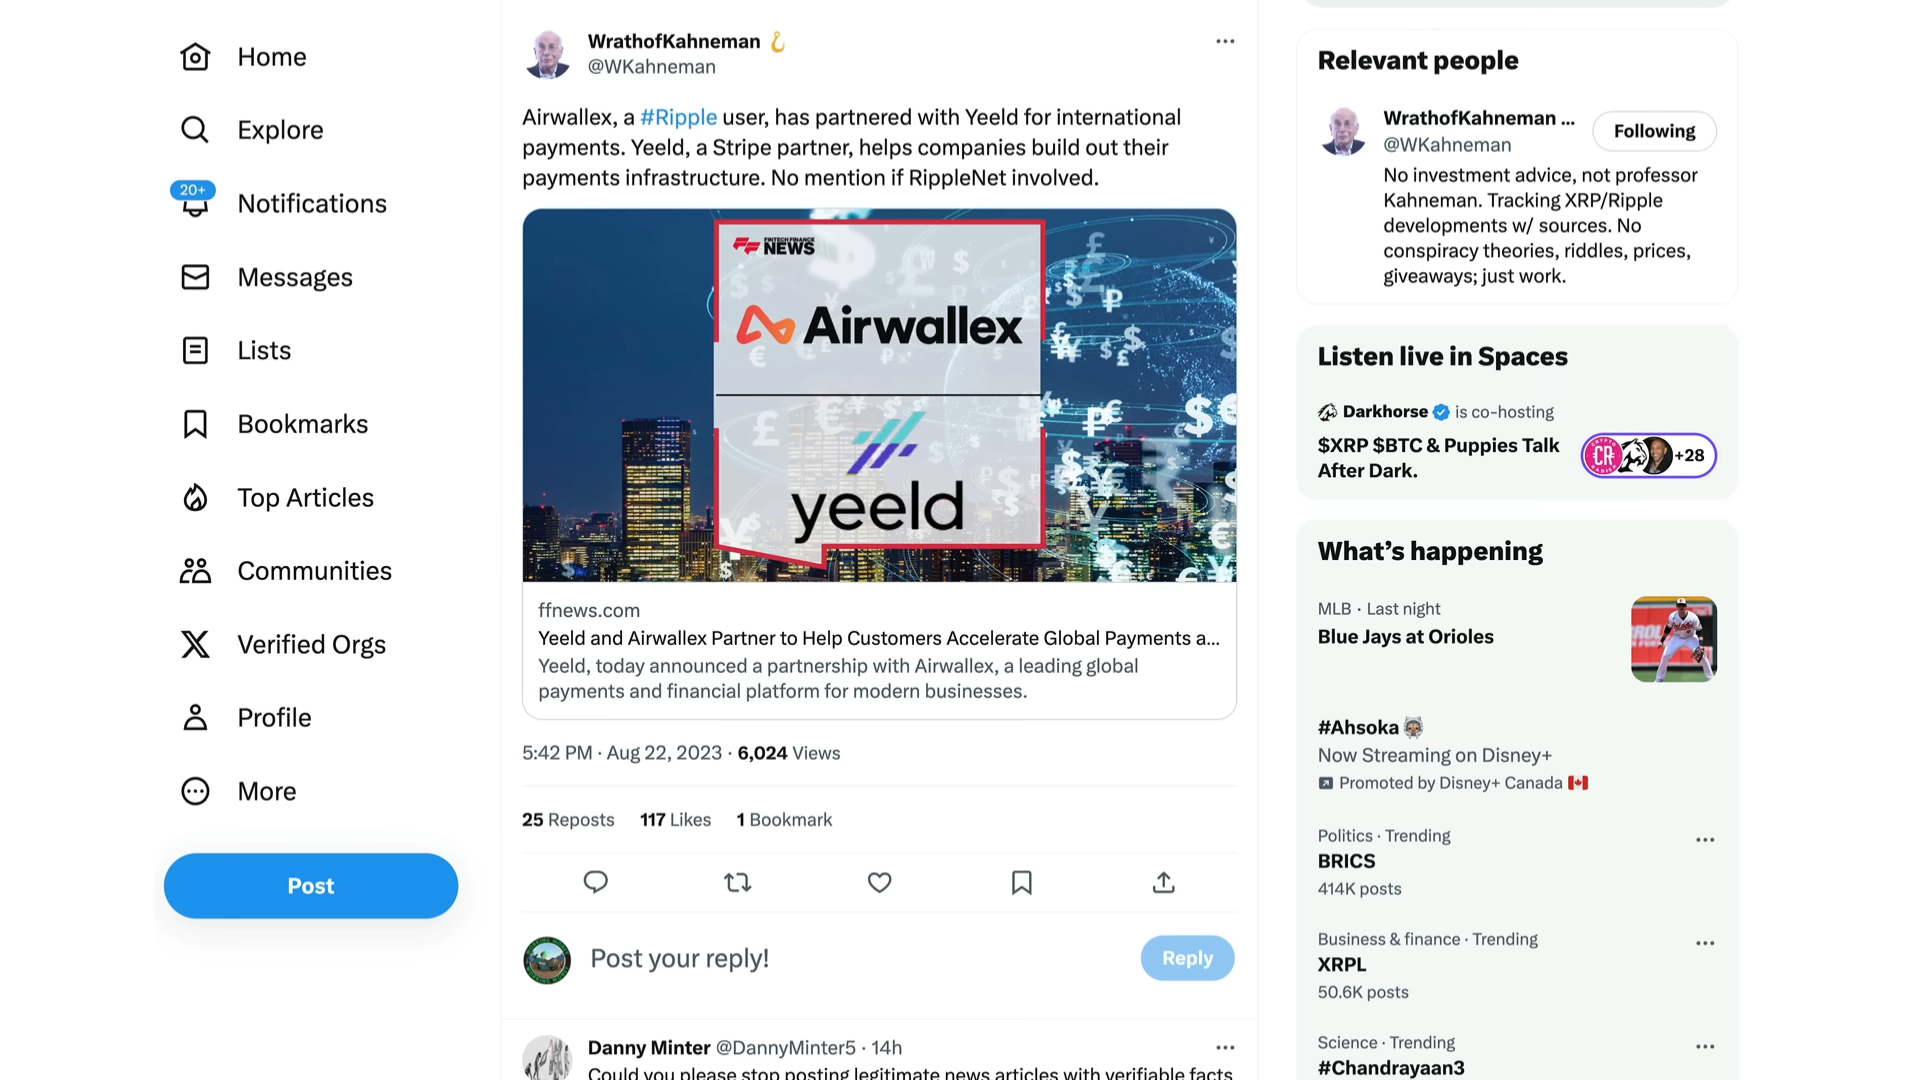 Home
Explore
20+
Notifications
Messages
Lists
Bookmarks
Top Articles
Communities
Verified Orgs
Profile
More
Post
WrathofKahneman
@WKahneman
Airwallex, a #Ripple user, has partnered with Yeeld for international
payments. Yeeld, a Stripe partner, helps companies build out their
payments infrastructure. No mention if RippleNet involved.
FINTECH FINANCE
NEWS
Airwallex
yeeld
ffnews.com
Yeeld and Airwallex Partner to Help Customers Accelerate Global Payments a...
Yeeld, today announced a partnership with Airwallex, a leading global
payments and financial platform for modern businesses.
5:42 PM · Aug 22, 2023 · 6,024 Views
25 Reposts 117 Likes 1 Bookmark
Post your reply!
Reply
Danny Minter @DannyMinter5 · 14h
Could you please stop posting legitimate news articles with verifiable facts
Relevant people
WrathofKahneman ...
@WKahneman
Following
No investment advice, not professor
Kahneman. Tracking XRP/Ripple
developments w/ sources. No
conspiracy theories, riddles, prices,
giveaways; just work.
Listen live in Spaces
Darkhorse is co-hosting
$XRP $BTC & Puppies Talk
After Dark.
CR
+28
What's happening
MLB · Last night
Blue Jays at Orioles
#Ahsoka
Now Streaming on Disney+
Promoted by Disney+ Canada
Politics · Trending
BRICS
414K posts
Business & finance · Trending
XRPL
50.6K posts
Science · Trending
#Chandrayaan3